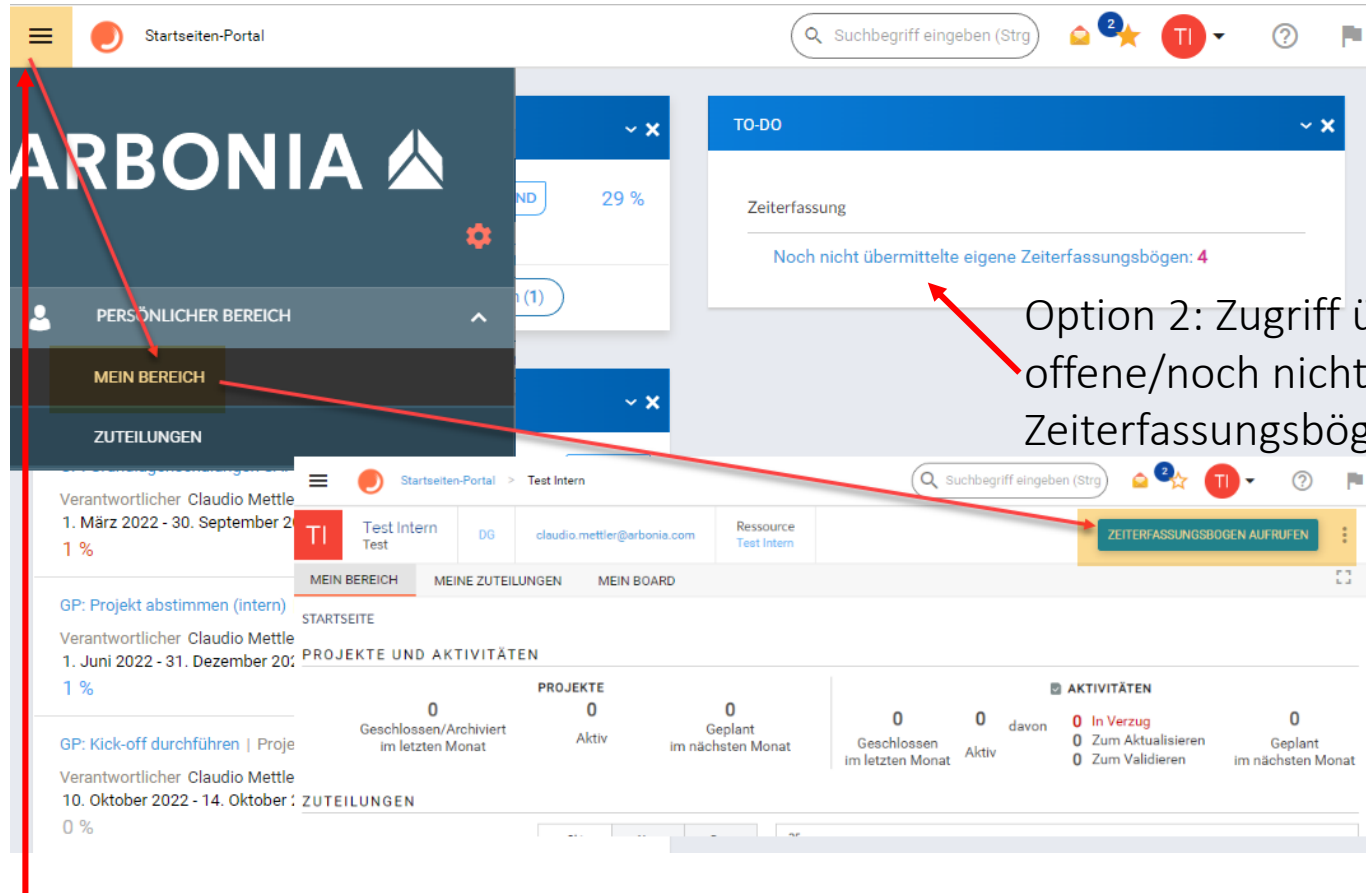 Startseiten-Portal
Suchbegriff eingeben (Strg
2
TI
ARBONIA
ND
29 %
(1)
TO-DO
Zeiterfassung
Noch nicht übermittelte eigene Zeiterfassungsbögen: 4
PERSÖNLICHER BEREICH
MEIN BEREICH
ZUTEILUNGEN
Option 2: Zugriff
offene/noch nicht
Verantwortlicher Claudio Mettle
1. März 2022 - 30. September
1 %
GP: Projekt abstimmen (intern)
Verantwortlicher Claudio Mettle
1. Juni 2022 - 31. Dezember
1 %
GP: Kick-off durchführen | Proje
Verantwortlicher Claudio Mettle
10. Oktober 2022 - 14. Oktober
0 %
Startseiten-Portal > Test Intern
Suchbegriff eingeben (Strg
2
TI
TI
Test Intern
Test
DG
claudio.mettler@arbonia.com
Ressource
Test Intern
ZEITERFASSUNGSBOGEN AUFRUFEN
MEIN BEREICH MEINE ZUTEILUNGEN MEIN BOARD
STARTSEITE
PROJEKTE UND AKTIVITÄTEN
PROJEKTE
0
Geschlossen/Archiviert
im letzten Monat
0
Aktiv
0
Geplant
im nächsten Monat
AKTIVITÄTEN
0
Geschlossen
im letzten Monat
0
Aktiv
davon
0 In Verzug
0 Zum Aktualisieren
0 Zum Validieren
0
Geplant
im nächsten Monat
ZUTEILUNGEN